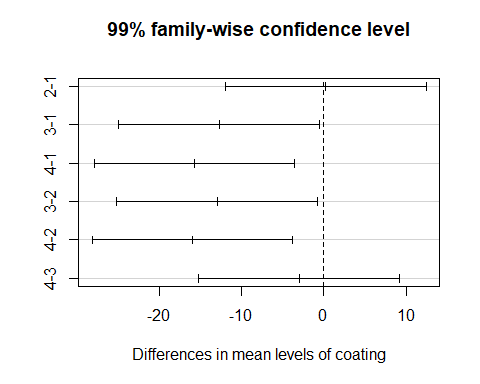 99% family-wise confidence level
2-1
3-1
4-1
3-2
4-2
4-3
-20 -10 0 10
Differences in mean levels of coating